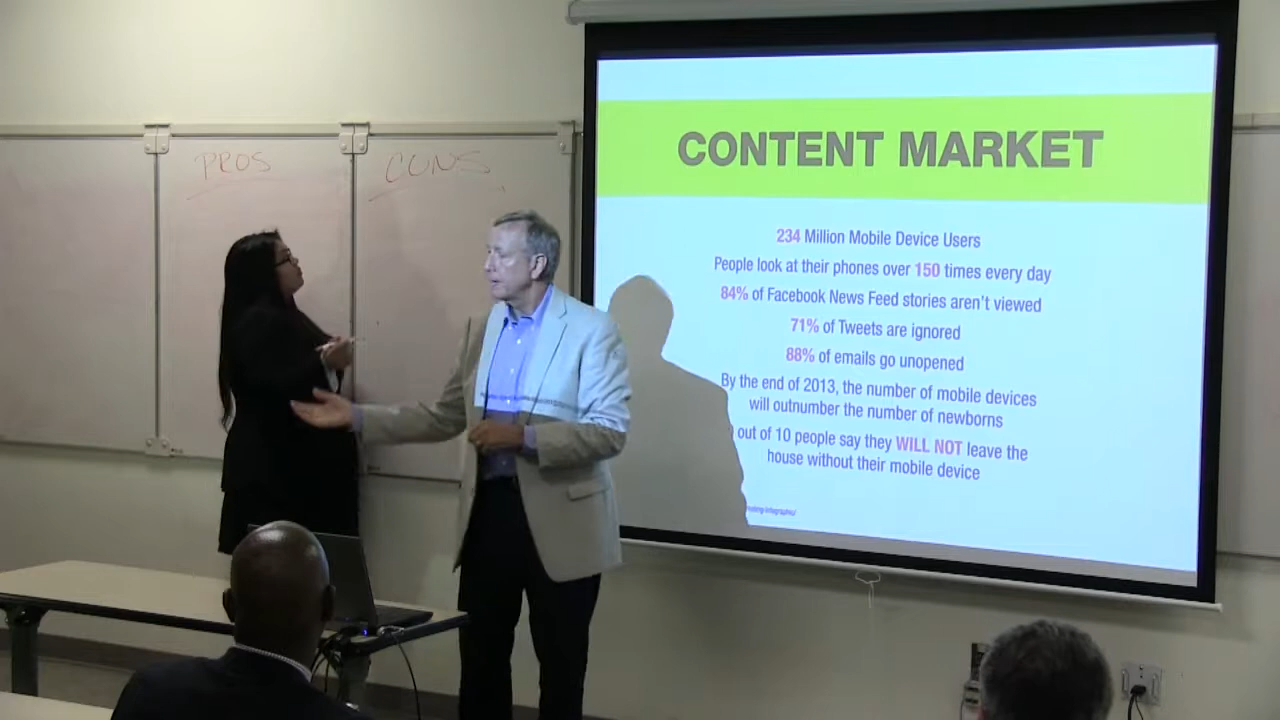 PROS
CONS
CONTENT MARKET
234 Million Mobile Device Users
People look at their phones over 150 times every day
84% of Facebook News Feed stories aren't viewed
71% of Tweets are ignored
88% of emails go unopened
By the end of 2013, the number of mobile devices
will outnumber the number of newborns
out of 10 people say they WILL NOT leave the
house without their mobile device